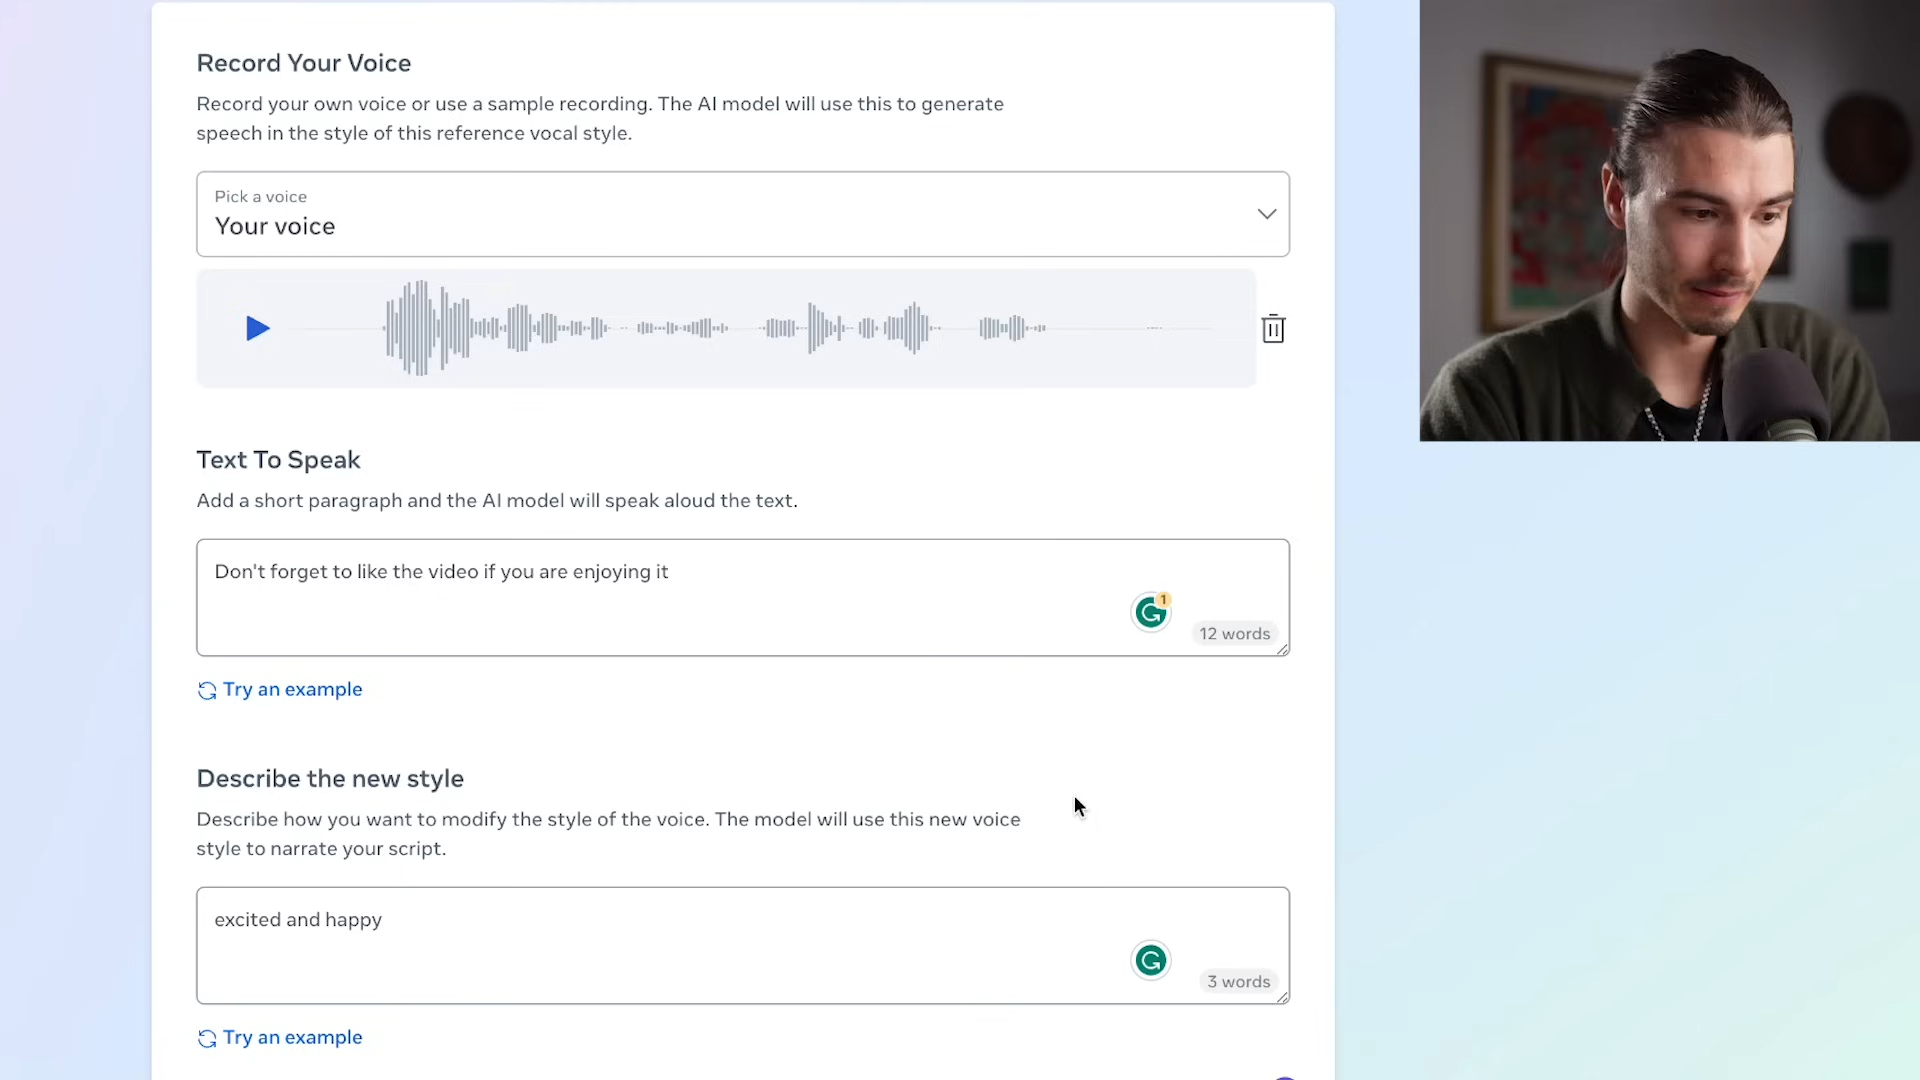 Record Your Voice
Record your own voice or use a sample recording. The AI model will use this to generate
speech in the style of this reference vocal style.
Pick a voice
Your voice
Text To Speak
Add a short paragraph and the AI model will speak aloud the text.
Don't forget to like the video if you are enjoying it
1
12 words
Try an example
Describe the new style
Describe how you want to modify the style of the voice. The model will use this new voice
style to narrate your script.
excited and happy
3 words
Try an example